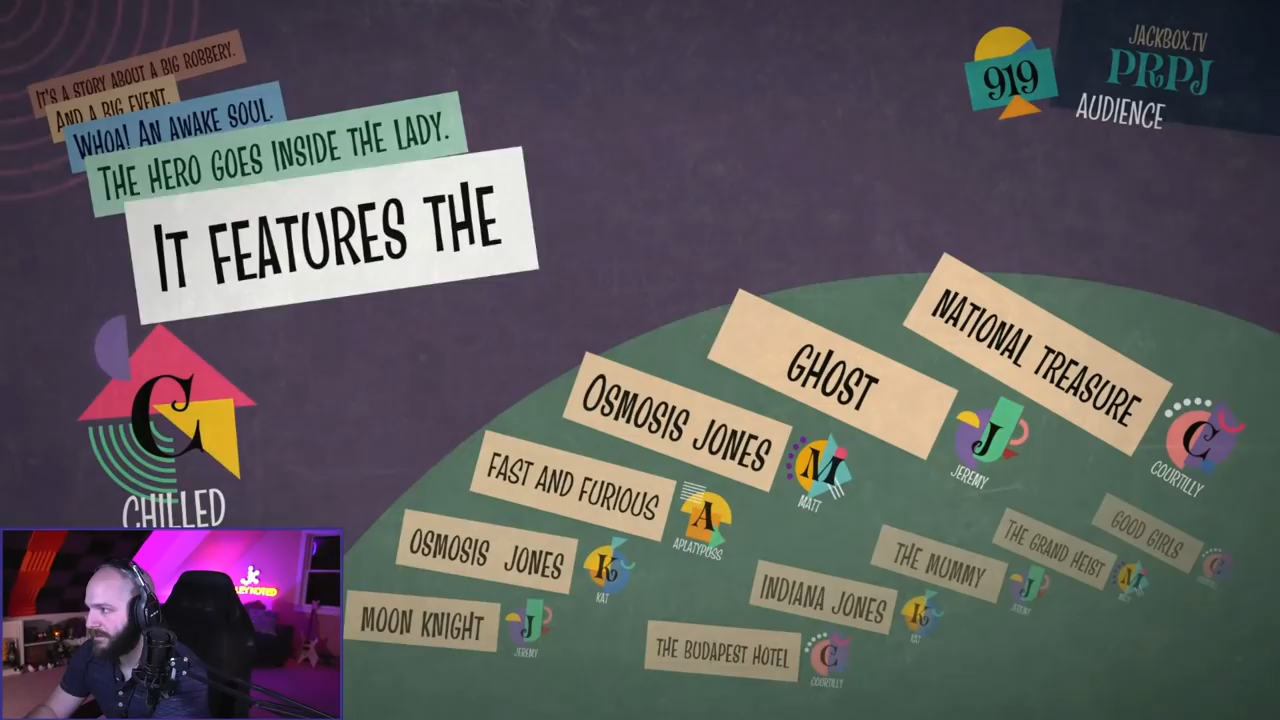 IT'S A STORY ABOUT A BIG ROBBERY.
AND A BIG EVENT.
WHOA! AN AWAKE SOUL.
THE HERO GOES INSIDE THE LADY.
IT FEATURES THE
C
CHILLED
919
JACKBOX.TV
PRPJ
AUDIENCE
NATIONAL TREASURE
C
COURTILLY
GHOST
J
JEREMY
OSMOSIS JONES
M
MATT
FAST AND FURIOUS
A
APLATYPUSS
OSMOSIS JONES
K
KAT
MOON KNIGHT
J
JEREMY
GOOD GIRLS
C
THE GRAND HEIST
M
MATT
THE MUMMY
J
JEREMY
INDIANA JONES
K
KAT
THE BUDAPEST HOTEL
C
COURTILLY